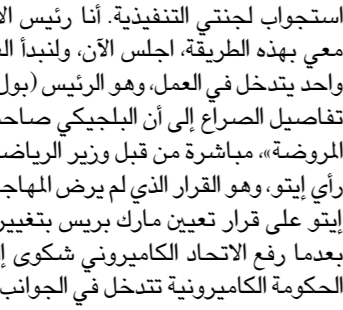 استجواب لجنتي التنفيذية. أنا رئيس الا
معي بهذه الطريقة، اجلس الآن، ولنبدأ ال
واحد يتدخل في العمل، وهو الرئيس (بول
تفاصيل الصراع إلى أن البلجيكي صاح
المروضة»، مباشرة من قبل وزير الرياض
رأي إيتو، وهو القرار الذي لم يرض المهاج
إيتو على قرار تعيين مارك بريس بتغيير
بعدما رفع الاتحاد الكاميروني شكوى إ
الحكومة الكاميرونية تتدخل في الجوانب